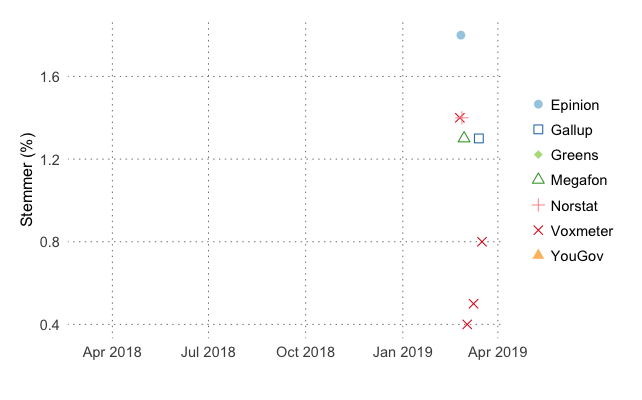 Stemmer (%)
1.6
1.2
0.8
0.4
Apr 2018
Jul 2018
Oct 2018
Jan 2019
Apr 2019
Epinion
Gallup
Greens
Megafon
Norstat
Voxmeter
YouGov